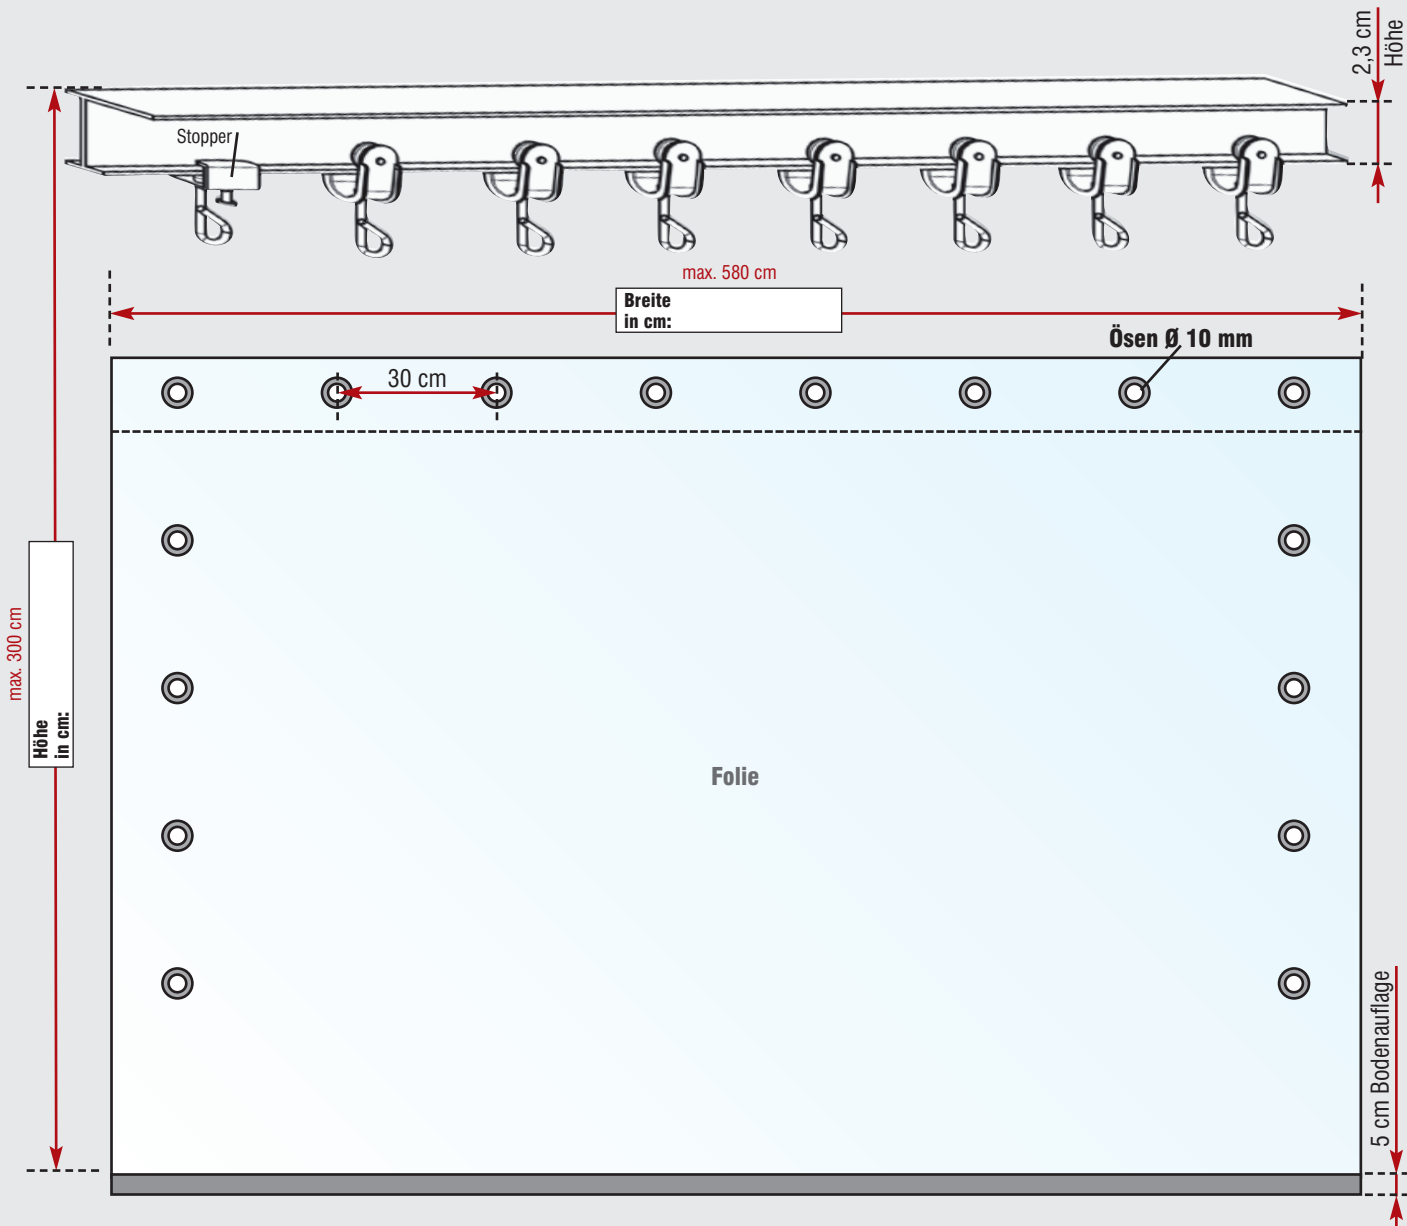 2,3 cm
Höhe
Stopper
max. 580 cm
Breite
in cm:
Ösen Ø 10 mm
30 cm
max. 300 cm
Höhe
in cm:
Folie
5 cm Bodenauflage